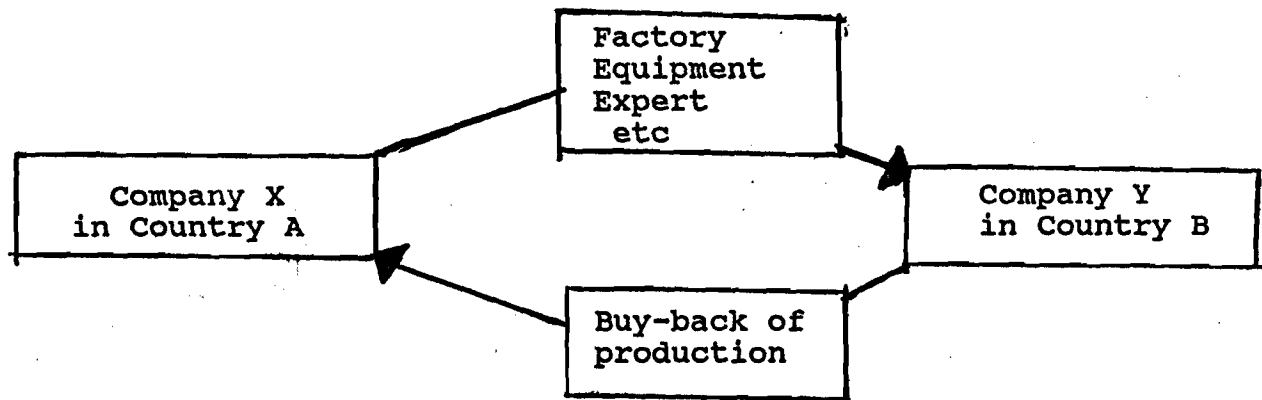 Factory
Equipment
Expert
etc
Company X
in Country A
Company Y
in Country B
Buy-back of
production